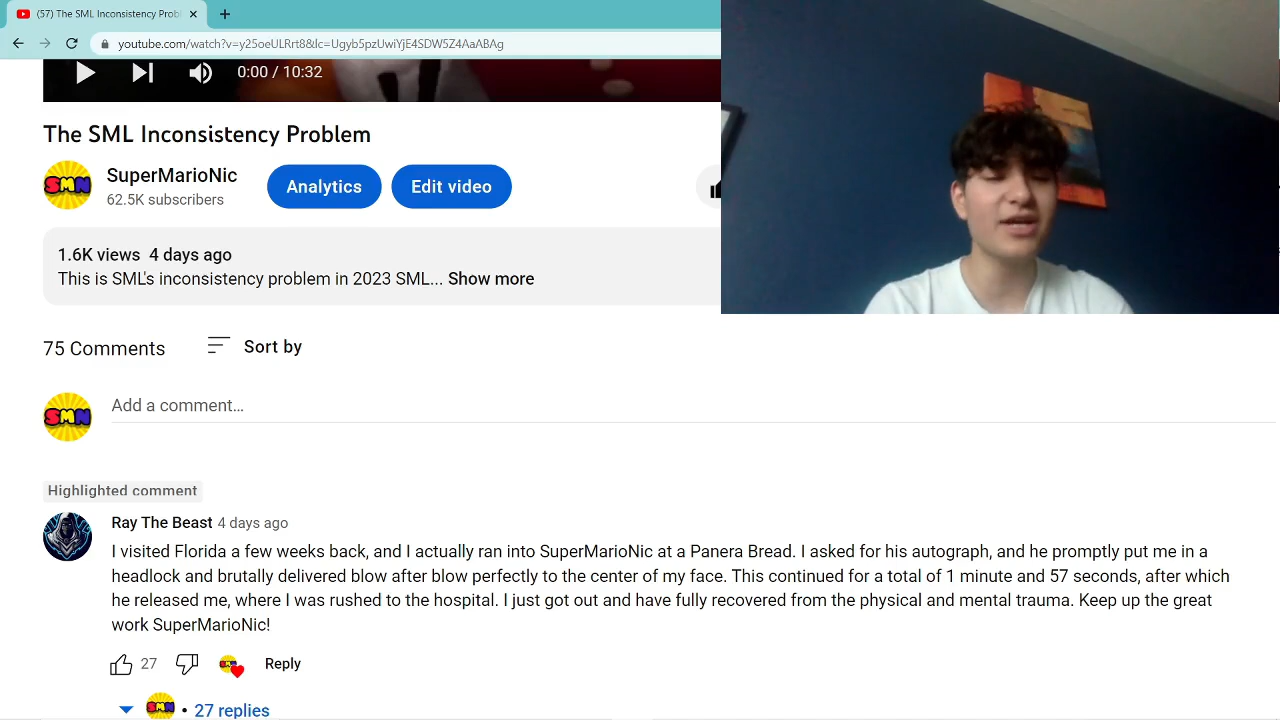 (57) The SML Inconsistency Prob
youtube.com/watch?v=y25oeULRrt8&lc=Ugyb5pzUwiYjE4SDW5Z4AaABAg
0:00 / 10:32
The SML Inconsistency Problem
SMN
SuperMarioNic
62.5K subscribers
Analytics
Edit video
1.6K views 4 days ago
This is SML's inconsistency problem in 2023 SML... Show more
75 Comments
Sort by
SMN
Add a comment...
Highlighted comment
Ray The Beast 4 days ago
I visited Florida a few weeks back, and I actually ran into SuperMarioNic at a Panera Bread. I asked for his autograph, and he promptly put me in a
headlock and brutally delivered blow after blow perfectly to the center of my face. This continued for a total of 1 minute and 57 seconds, after which
he released me, where I was rushed to the hospital. I just got out and have fully recovered from the physical and mental trauma. Keep up the great
work SuperMarioNic!
27
SMN
Reply
SMN
• 27 replies